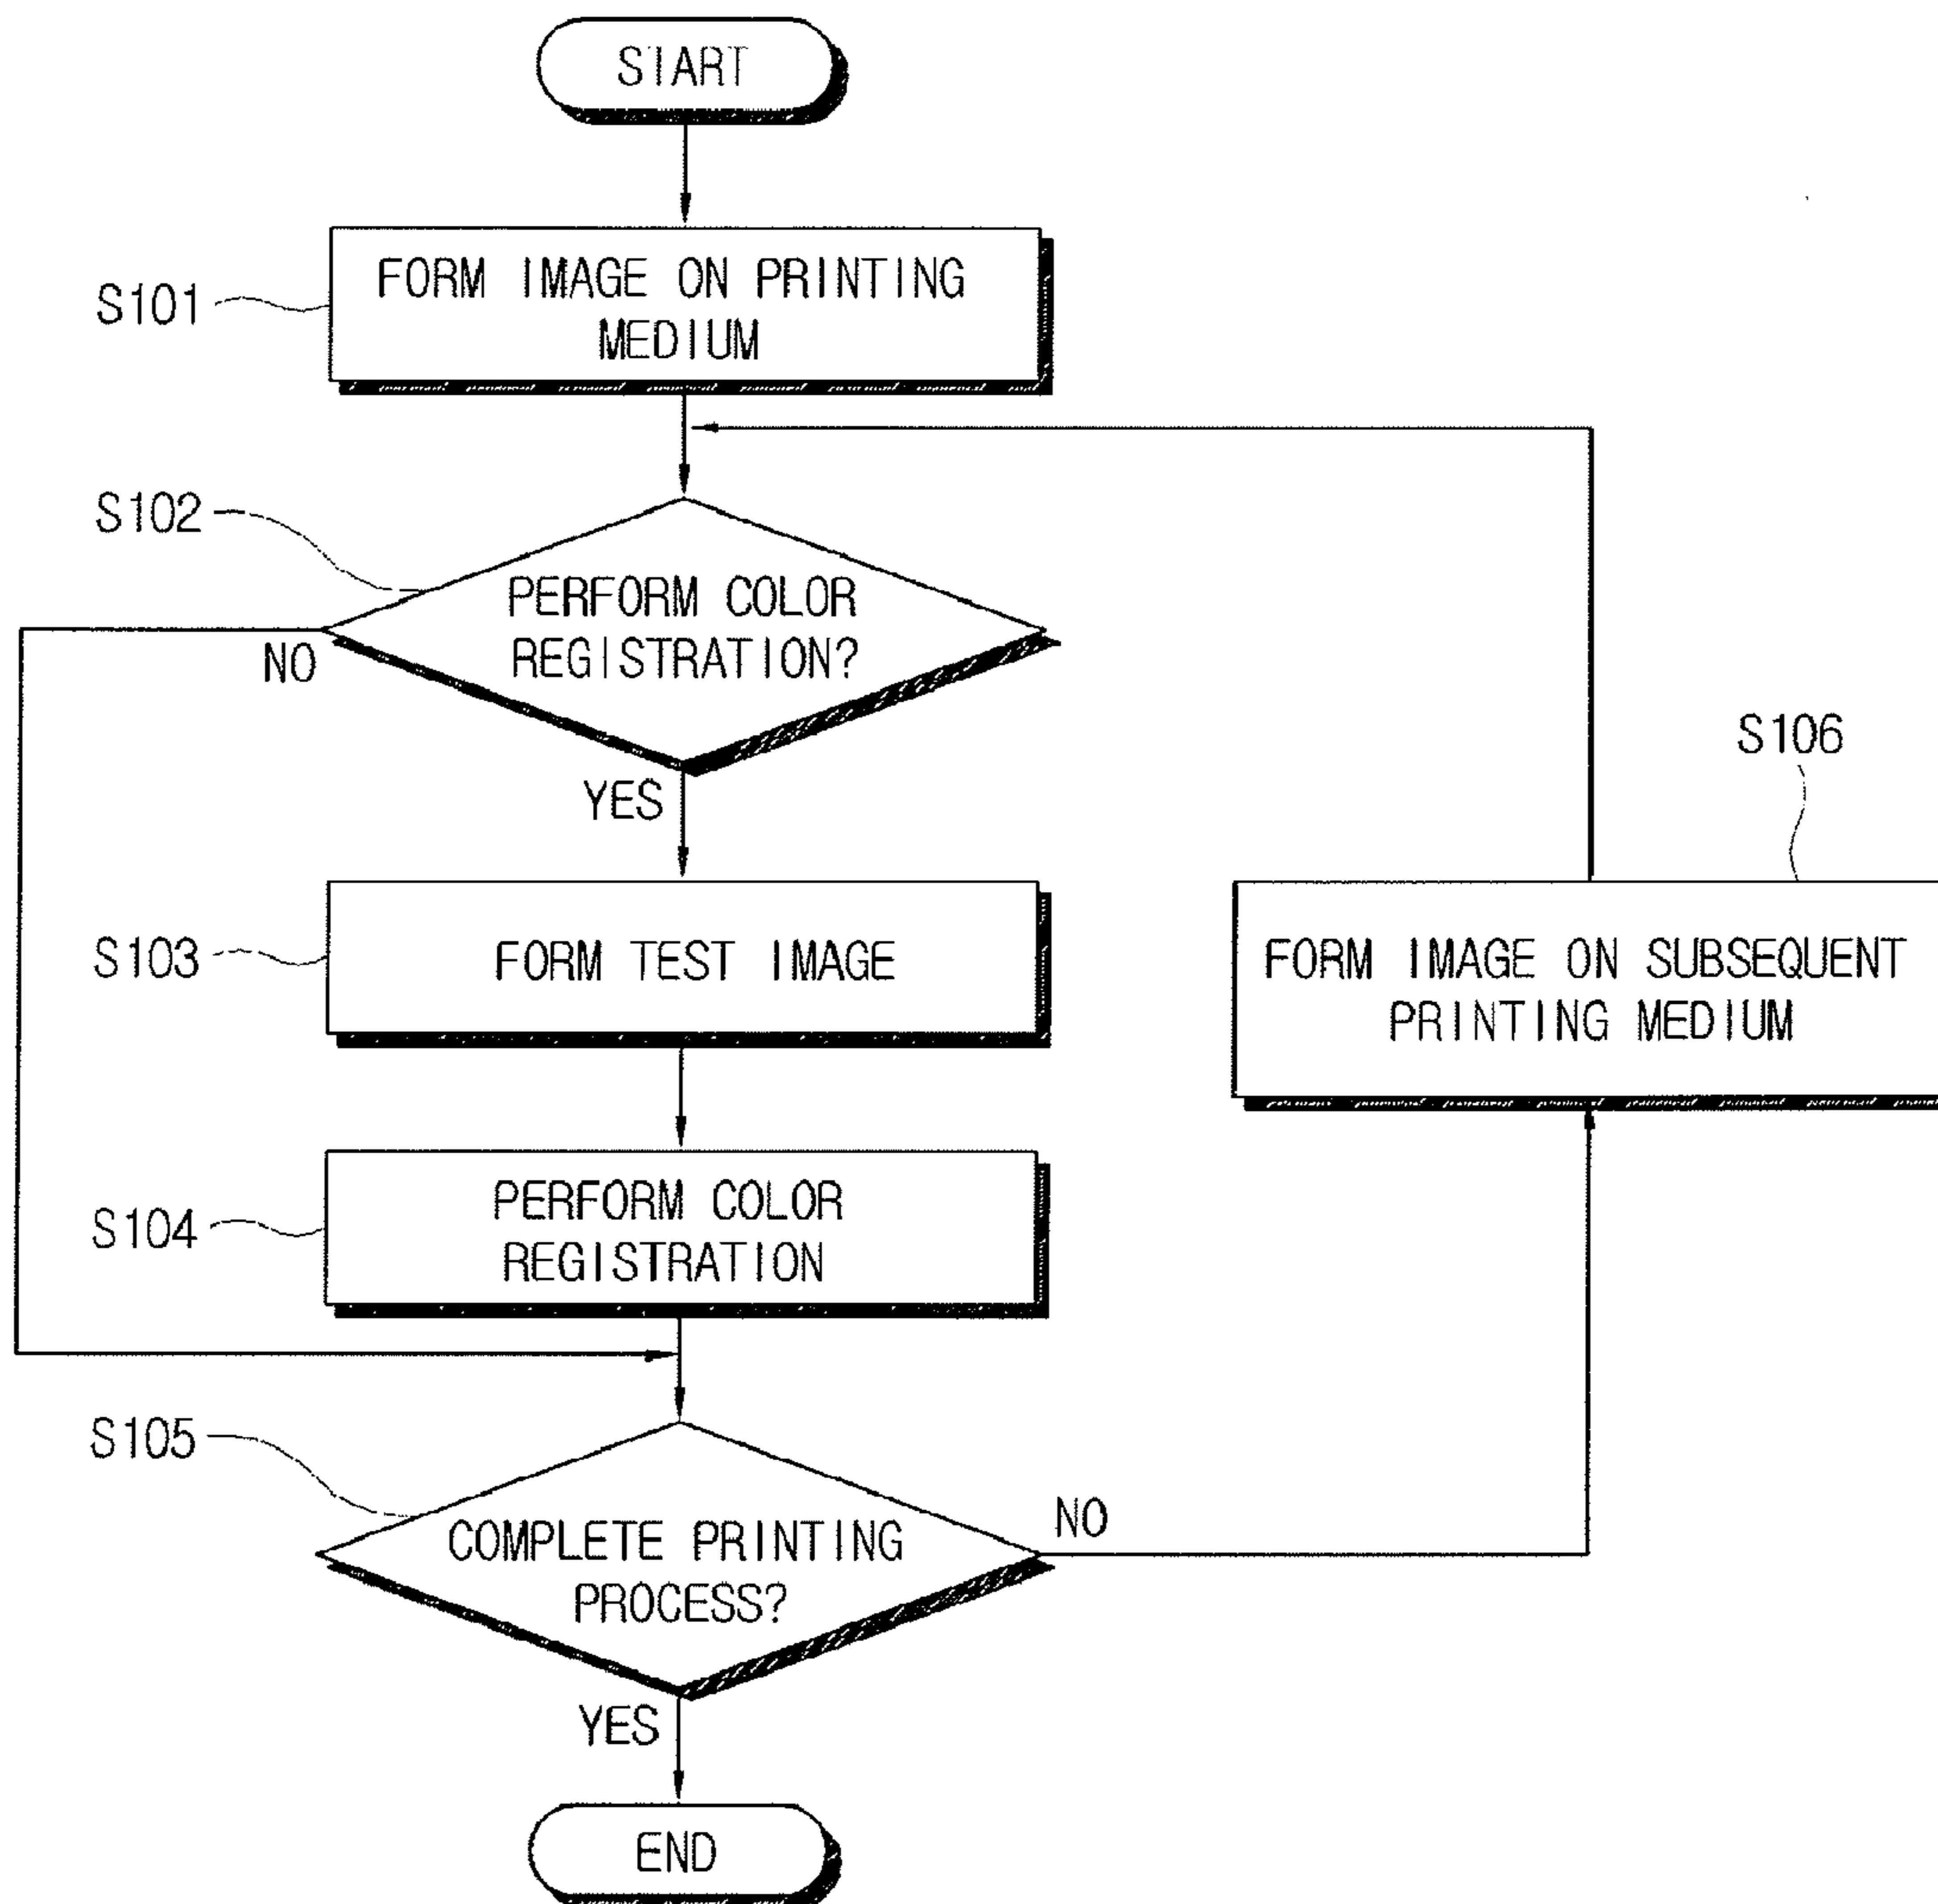 START
S101
FORM IMAGE ON PRINTING
MEDIUM
S102
PERFORM COLOR
REGISTRATION?
NO
YES
S103
FORM TEST IMAGE
S106
FORM IMAGE ON SUBSEQUENT
PRINTING MEDIUM
S104
PERFORM COLOR
REGISTRATION
S105
COMPLETE PRINTING
PROCESS?
NO
YES
END